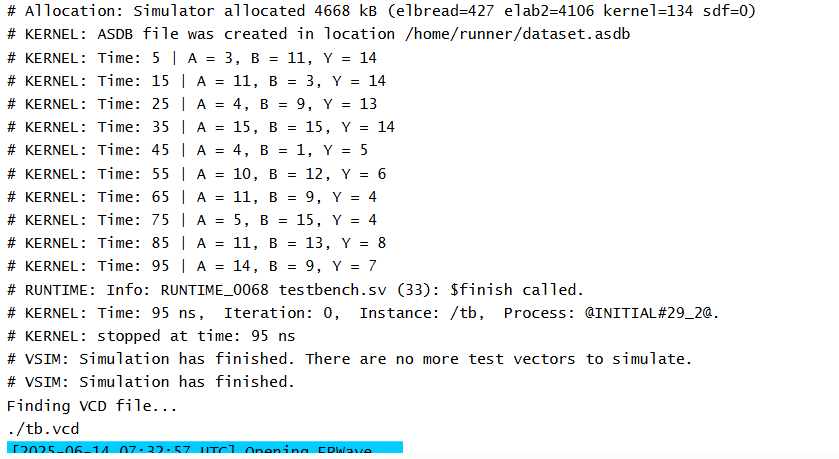 # Allocation: Simulator allocated 4668 kB (elbread=427 elab2=4106 kernel=134 sdf=0)
# KERNEL: ASDB file was created in location /home/runner/dataset.asdb
# KERNEL: Time: 5 | A = 3, B = 11, Y = 14
# KERNEL: Time: 15 | A = 11, B = 3, Y = 14
# KERNEL: Time: 25 | A = 4, B = 9, Y = 13
# KERNEL: Time: 35 | A = 15, B = 15, Y = 14
# KERNEL: Time: 45 | A = 4, B = 1, Y = 5
# KERNEL: Time: 55 | A = 10, B = 12, Y = 6
# KERNEL: Time: 65 | A = 11, B = 9, Y = 4
# KERNEL: Time: 75 | A = 5, B = 15, Y = 4
# KERNEL: Time: 85 | A = 11, B = 13, Y = 8
# KERNEL: Time: 95 | A = 14, B = 9, Y = 7
# RUNTIME: Info: RUNTIME_0068 testbench.sv (33): $finish called.
# KERNEL: Time: 95 ns,  Iteration: 0,  Instance: /tb,  Process: @INITIAL#29_2@.
# KERNEL: stopped at time: 95 ns
# VSIM: Simulation has finished. There are no more test vectors to simulate.
# VSIM: Simulation has finished.
Finding VCD file...
./tb.vcd
[2025-06-14 07:32:57 UTC] Opening EPWave...